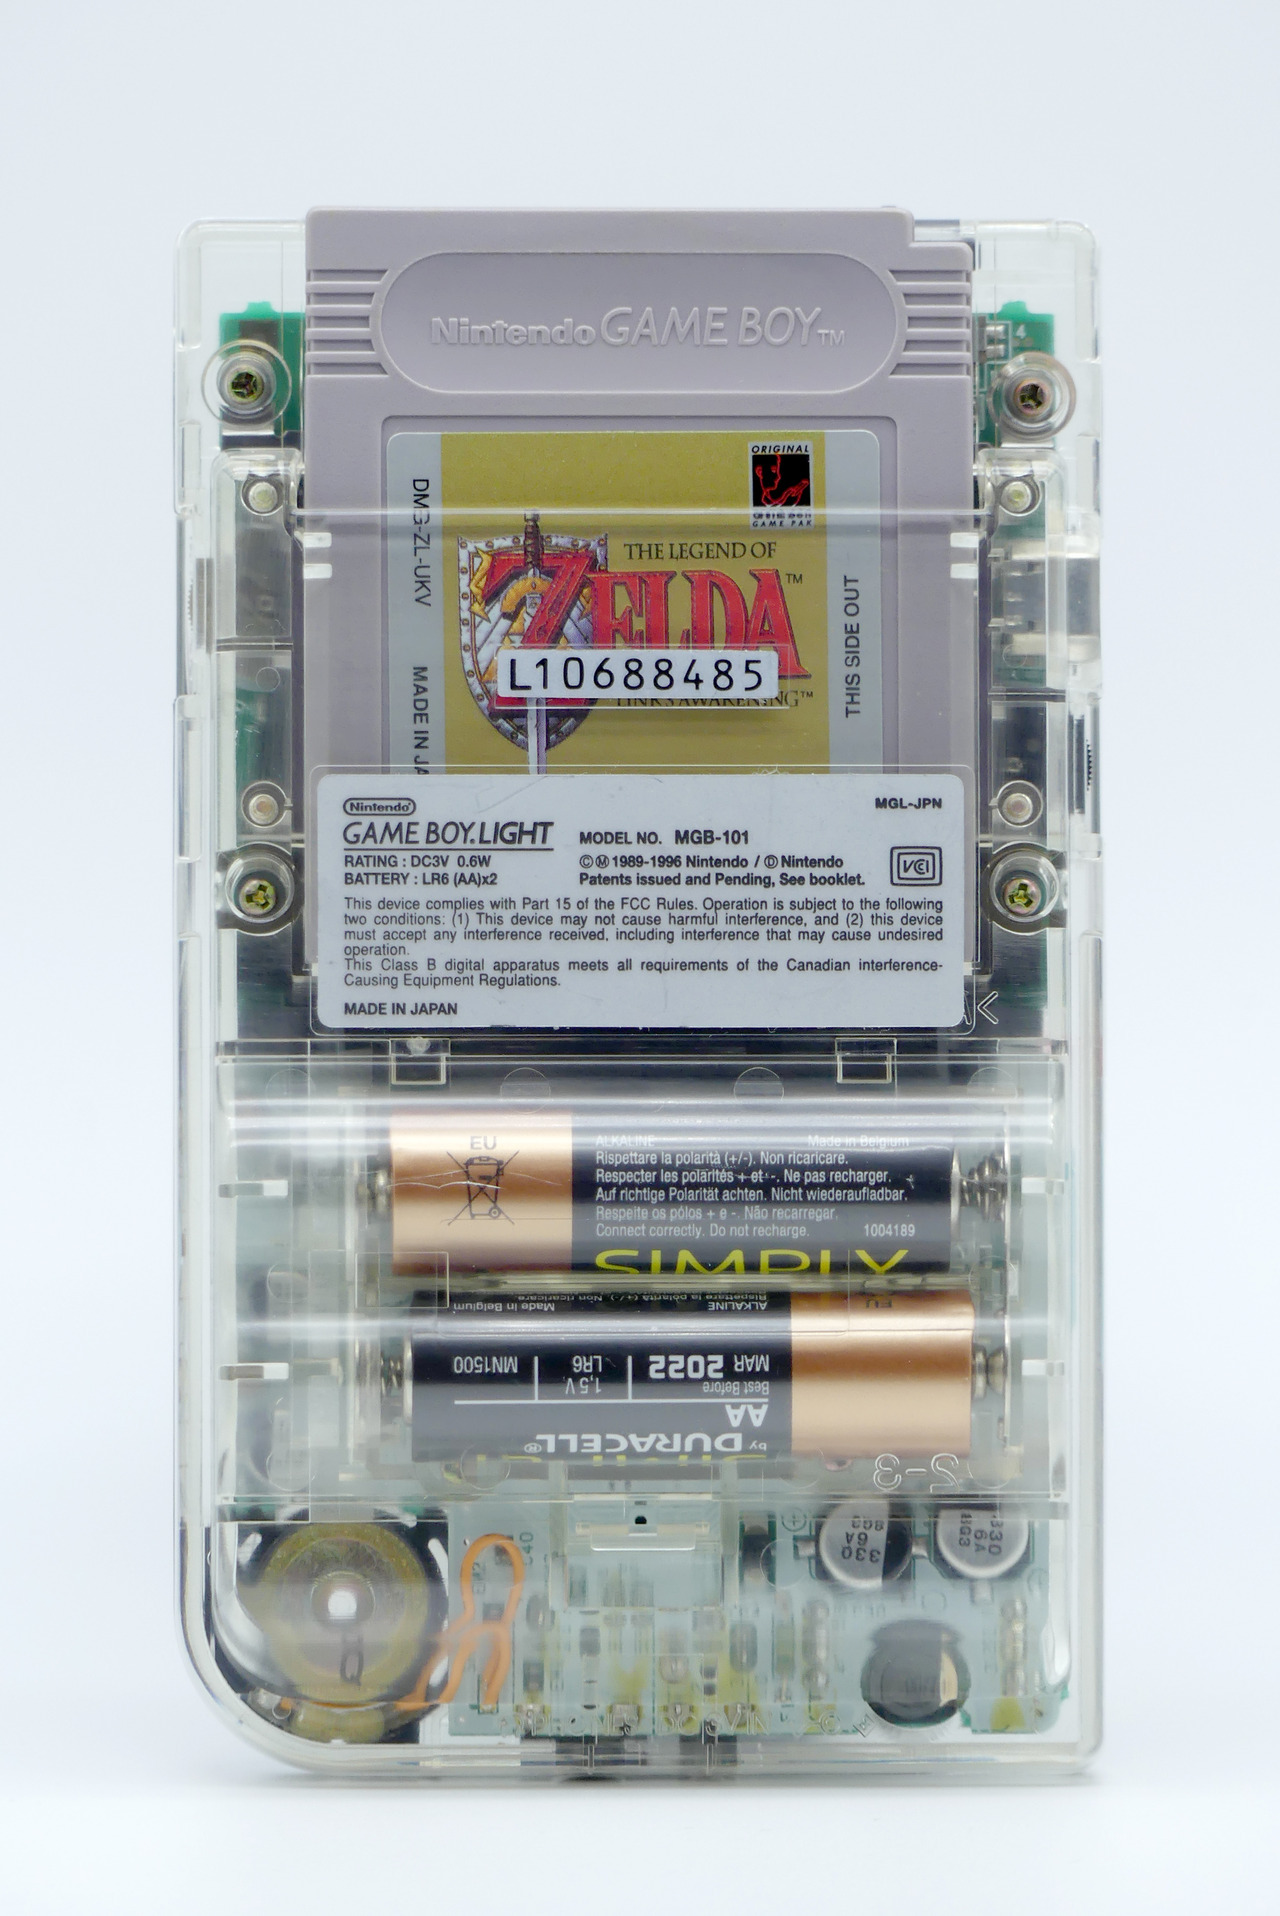 Nintendo GAME BOY™
ORIGINAL
GAME PAK
DMG-ZL-UKV
MADE IN JA
THIS SIDE OUT
THE LEGEND OF
ZELDA™
LINK'S AWAKENING™
L10688485
Nintendo
MGL-JPN
GAME BOY.LIGHT
MODEL NO. MGB-101
RATING : DC3V 0.6W
©Ⓜ1989-1996 Nintendo / ⒹNintendo
VCI
BATTERY : LR6 (AA)x2
Patents issued and Pending, See booklet.
This device complies with Part 15 of the FCC Rules. Operation is subject to the following
two conditions: (1) This device may not cause harmful interference, and (2) this device
must accept any interference received, including interference that may cause undesired
operation.
This Class B digital apparatus meets all requirements of the Canadian interference-
Causing Equipment Regulations.
MADE IN JAPAN
EU
ALKALINE Made in Belgium
Rispettare la polarità (+/-). Non ricaricare.
Respecter les polarités + et -. Ne pas recharger.
Auf richtige Polarität achten. Nicht wiederaufladbar.
Respeite os pólos + e -. Não recarregar.
Connect correctly. Do not recharge. 1004189
SIMPLY
ALKALINE Made in Belgium
Rispettare la polarità (+/-). Non ricaricare.
Best Before
MAR 2022
1,5 V
LR6
MN1500
AA
by DURACELL®
2-3
330
6A
330
6A